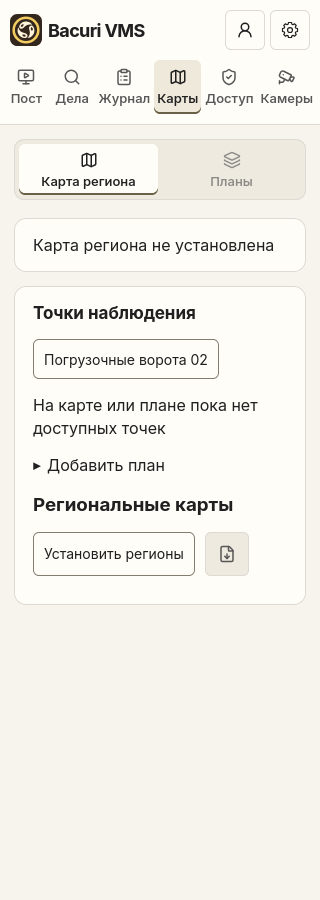 Bacuri VMS
Пост
Дела
Журнал
Карты
Доступ
Камеры
Карта региона
Планы
Карта региона не установлена
Точки наблюдения
Погрузочные ворота 02
На карте или плане пока нет
доступных точек
Добавить план
Региональные карты
Установить регионы